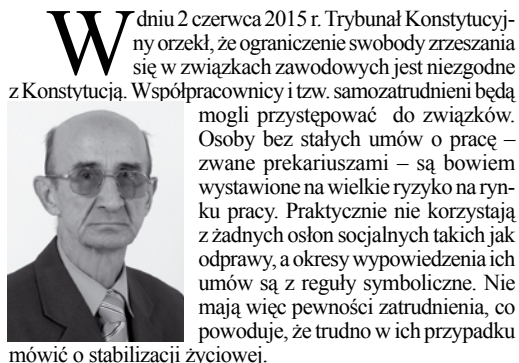 W dniu 2 czerwca 2015 r. Trybunał Konstytucyj-
ny orzekł, że ograniczenie swobody zrzeszania
się w związkach zawodowych jest niezgodne
z Konstytucją. Współpracownicy i tzw. samozatrudnieni będą
mogli przystępować do związków.
Osoby bez stałych umów o pracę –
zwane prekariuszami – są bowiem
wystawione na wielkie ryzyko na ryn-
ku pracy. Praktycznie nie korzystają
z żadnych osłon socjalnych takich jak
odprawy, a okresy wypowiedzenia ich
umów są z reguły symboliczne. Nie
mają więc pewności zatrudnienia, co
powoduje, że trudno w ich przypadku
mówić o stabilizacji życiowej.